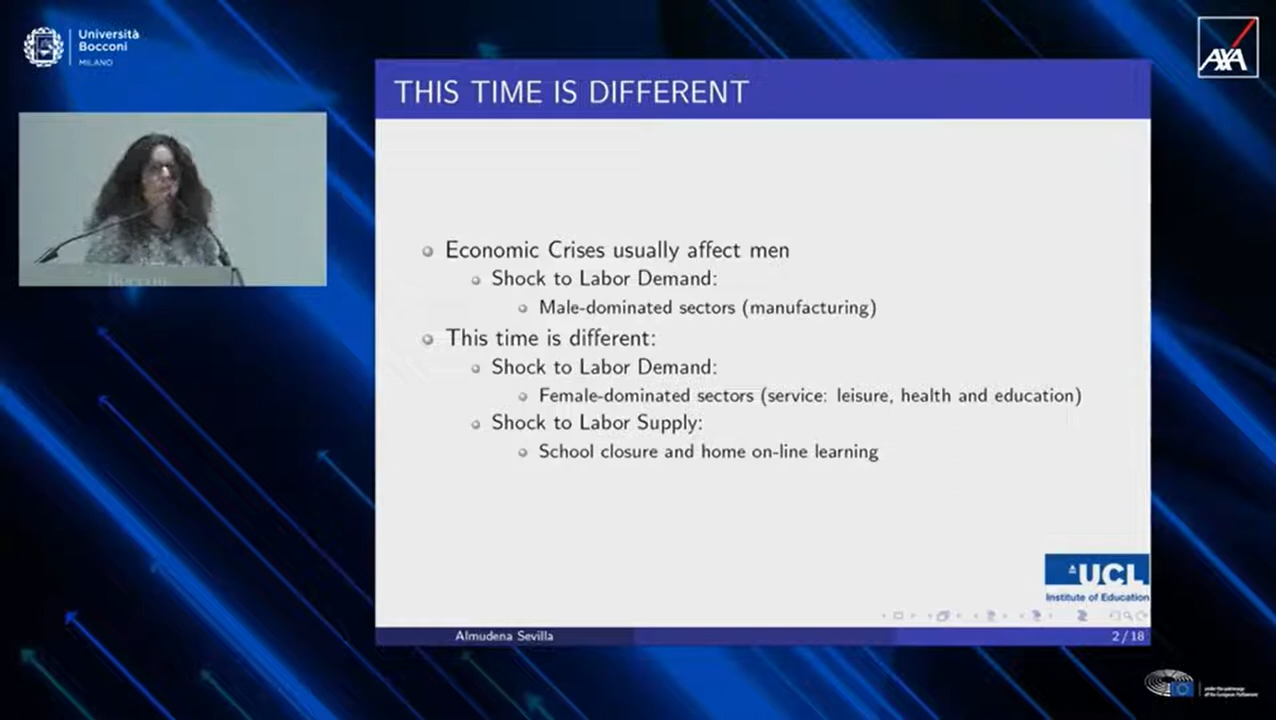 Università
Bocconi
MILANO
AXA
THIS TIME IS DIFFERENT
Economic Crises usually affect men
Shock to Labor Demand:
Male-dominated sectors (manufacturing)
This time is different:
Shock to Labor Demand:
Female-dominated sectors (service: leisure, health and education)
Shock to Labor Supply:
School closure and home on-line learning
UCL
Institute of Education
Almudena Sevilla
2 / 18